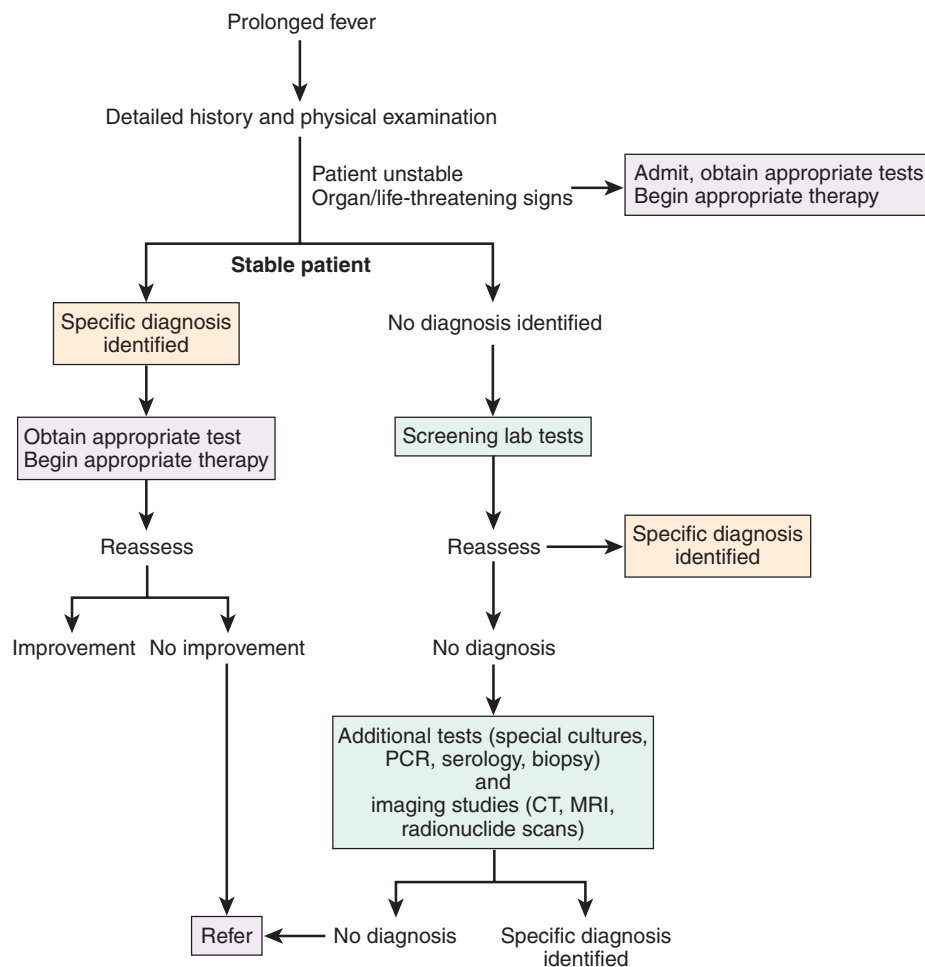 Prolonged fever
Detailed history and physical examination
Patient unstable
Organ/life-threatening signs
Admit, obtain appropriate tests
Begin appropriate therapy
Stable patient
Specific diagnosis
identified
No diagnosis identified
Obtain appropriate test
Begin appropriate therapy
Screening lab tests
Reassess
Reassess
Specific diagnosis
identified
Improvement
No improvement
No diagnosis
Additional tests (special cultures,
PCR, serology, biopsy)
and
imaging studies (CT, MRI,
radionuclide scans)
Refer
No diagnosis
Specific diagnosis
identified